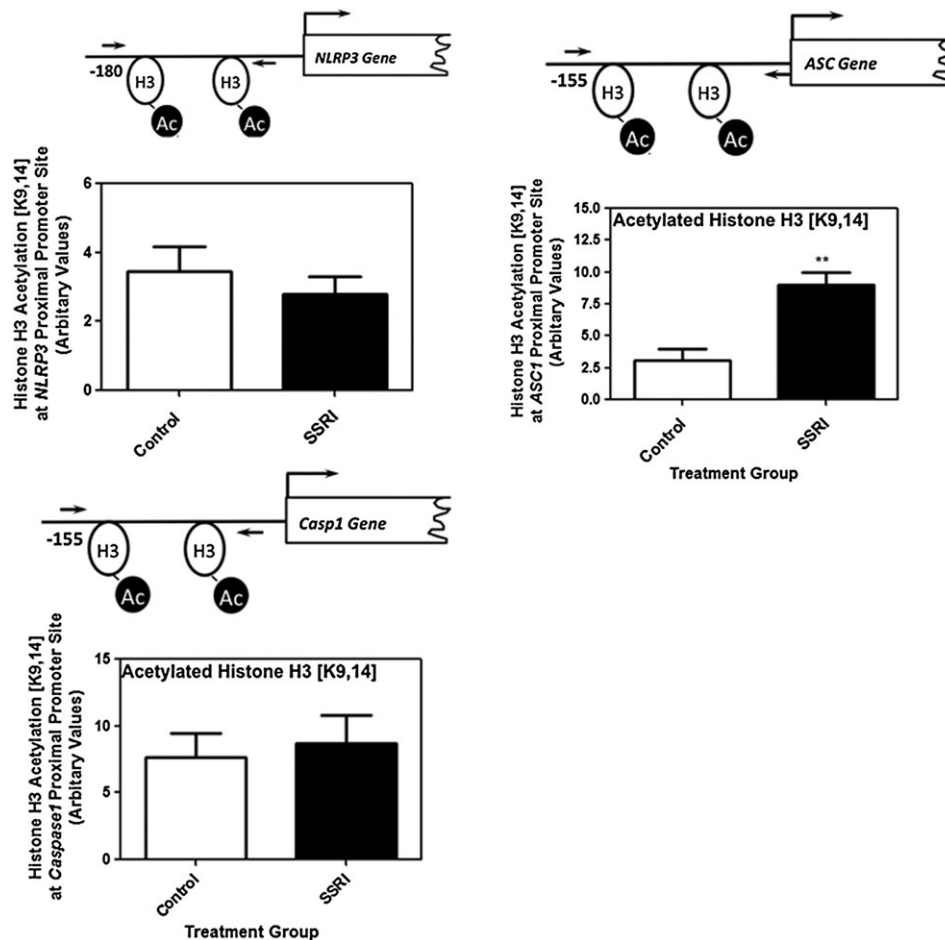 NLRP3 Gene
-180
H3
H3
Ac
Ac
Histone H3 Acetylation [K9,14]
at NLRP3 Proximal Promoter Site
(Arbitary Values)
6
4
2
0
Control
SSRI
ASC Gene
-155
H3
H3
Ac
Ac
Histone H3 Acetylation [K9,14]
at ASC1 Proximal Promoter Site
(Arbitary Values)
15.0
12.5
10.0
7.5
5.0
2.5
0.0
Acetylated Histone H3 [K9,14]
**
Control
SSRI
Treatment Group
Casp1 Gene
-155
H3
H3
Ac
Ac
Histone H3 Acetylation [K9,14]
at Caspase1 Proximal Promoter Site
(Arbitary Values)
15
10
5
0
Acetylated Histone H3 [K9,14]
Control
SSRI
Treatment Group